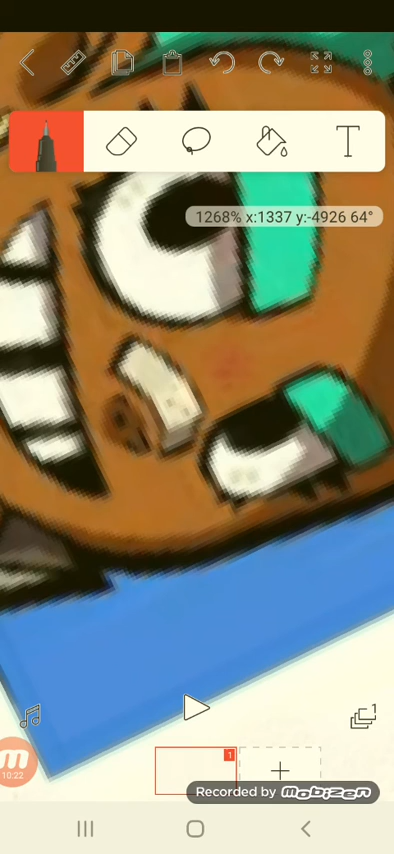 T
1268% x:1337 y:-4926 64°
1
1
10:22
Recorded by Mobizen